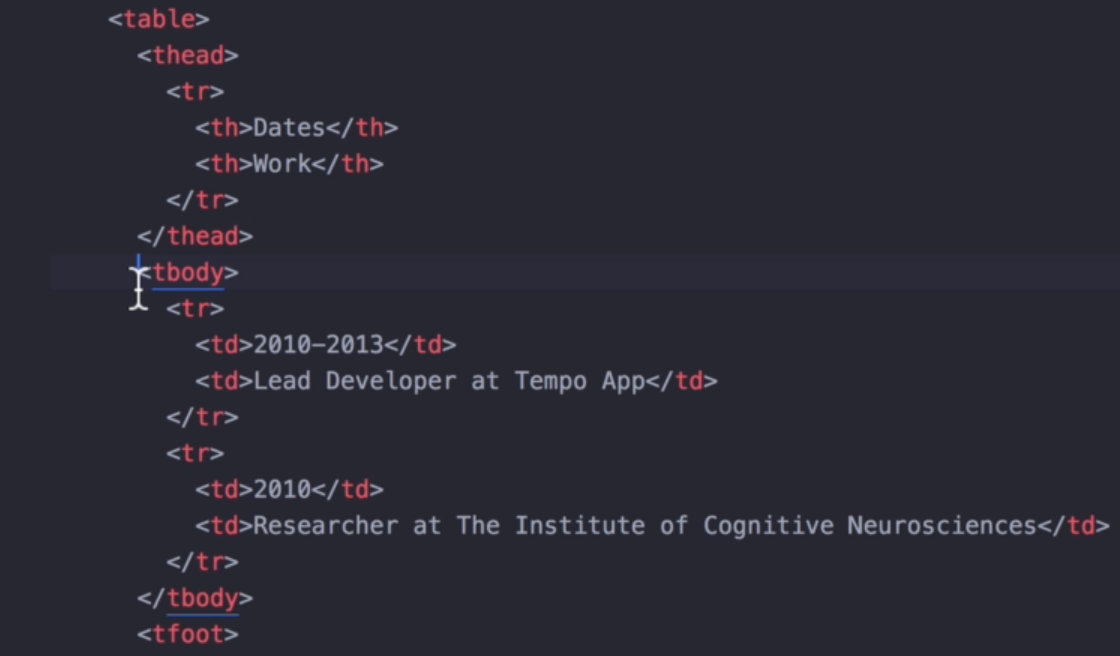 <table>
<thead>
<tr>
<th>Dates</th>
<th>Work</th>
</tr>
</thead>
<tbody>
<tr>
<td>2010-2013</td>
<td>Lead Developer at Tempo App</td>
</tr>
<tr>
<td>2010</td>
<td>Researcher at The Institute of Cognitive Neurosciences</td>
</tr>
</tbody>
<tfoot>